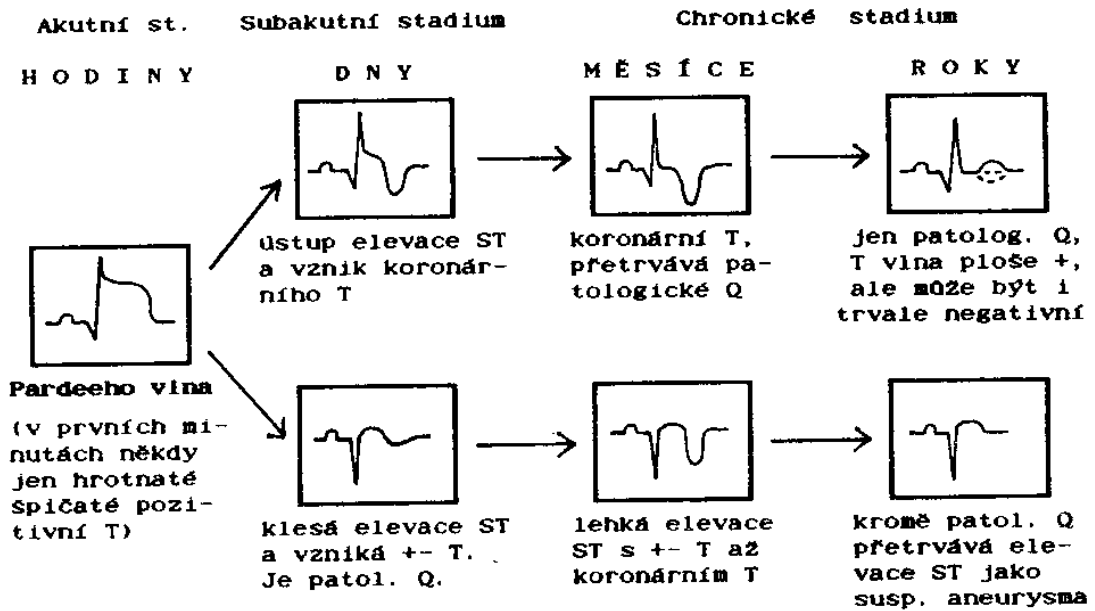 Akutní st. Subakutní stadium Chronické stadium
H O D I N Y D N Y M Ě S Í C E R O K Y
ústup elevace ST
a vznik koronár-
ního T
koronární T,
přetrvává pa-
tologické Q
jen patolog. Q,
T vlna ploše +,
ale může být i
trvale negativní
Pardeeho vlna
(v prvních mi-
nutách někdy
jen hrotnaté
špičaté pozi-
tivní T)
klesá elevace ST
a vzniká +- T.
Je patol. Q.
lehká elevace
ST s +- T až
koronárním T
kromě patol. Q
přetrvává ele-
vace ST jako
susp. aneurysma